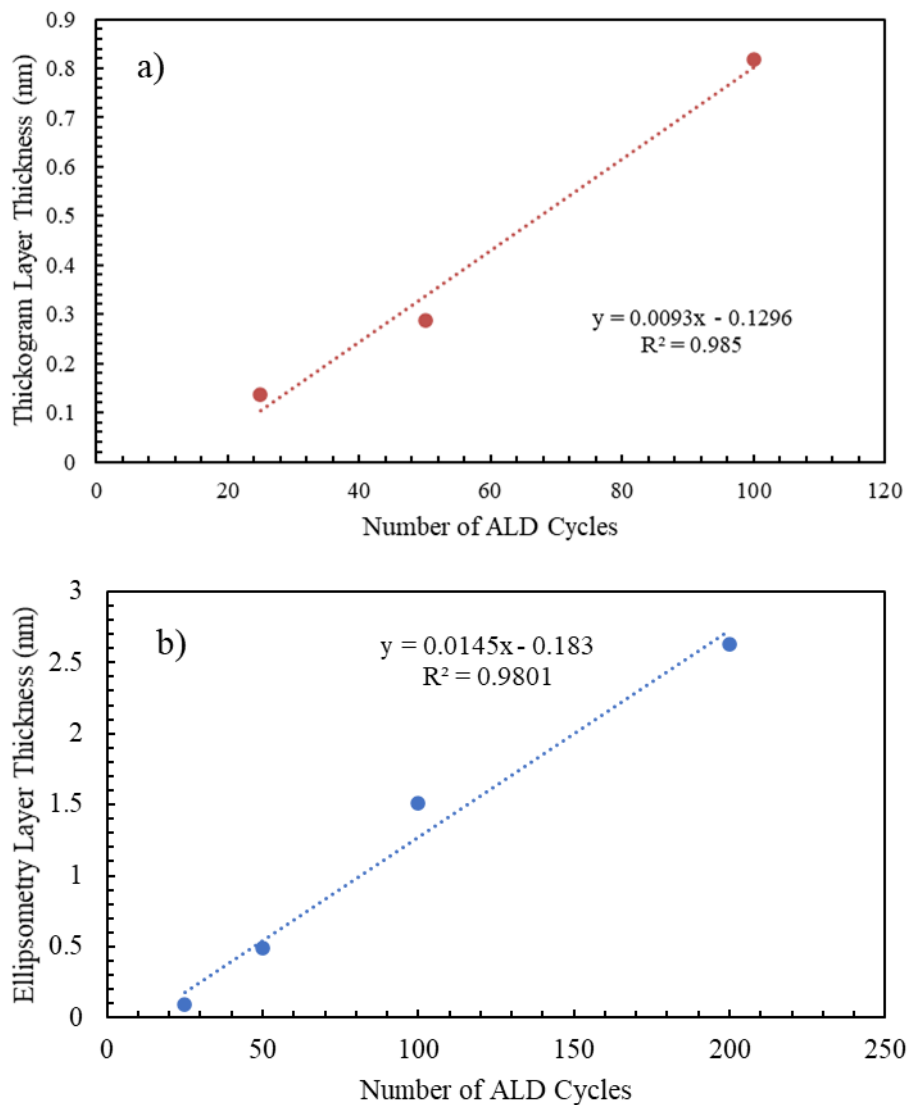 a)
Thickogram Layer Thickness (nm)
0.9
0.8
0.7
0.6
0.5
0.4
0.3
0.2
0.1
0
y = 0.0093x - 0.1296
R² = 0.985
0 20 40 60 80 100 120
Number of ALD Cycles
b)
Ellipsometry Layer Thickness (nm)
3
2.5
2
1.5
1
0.5
0
y = 0.0145x - 0.183
R² = 0.9801
0 50 100 150 200 250
Number of ALD Cycles